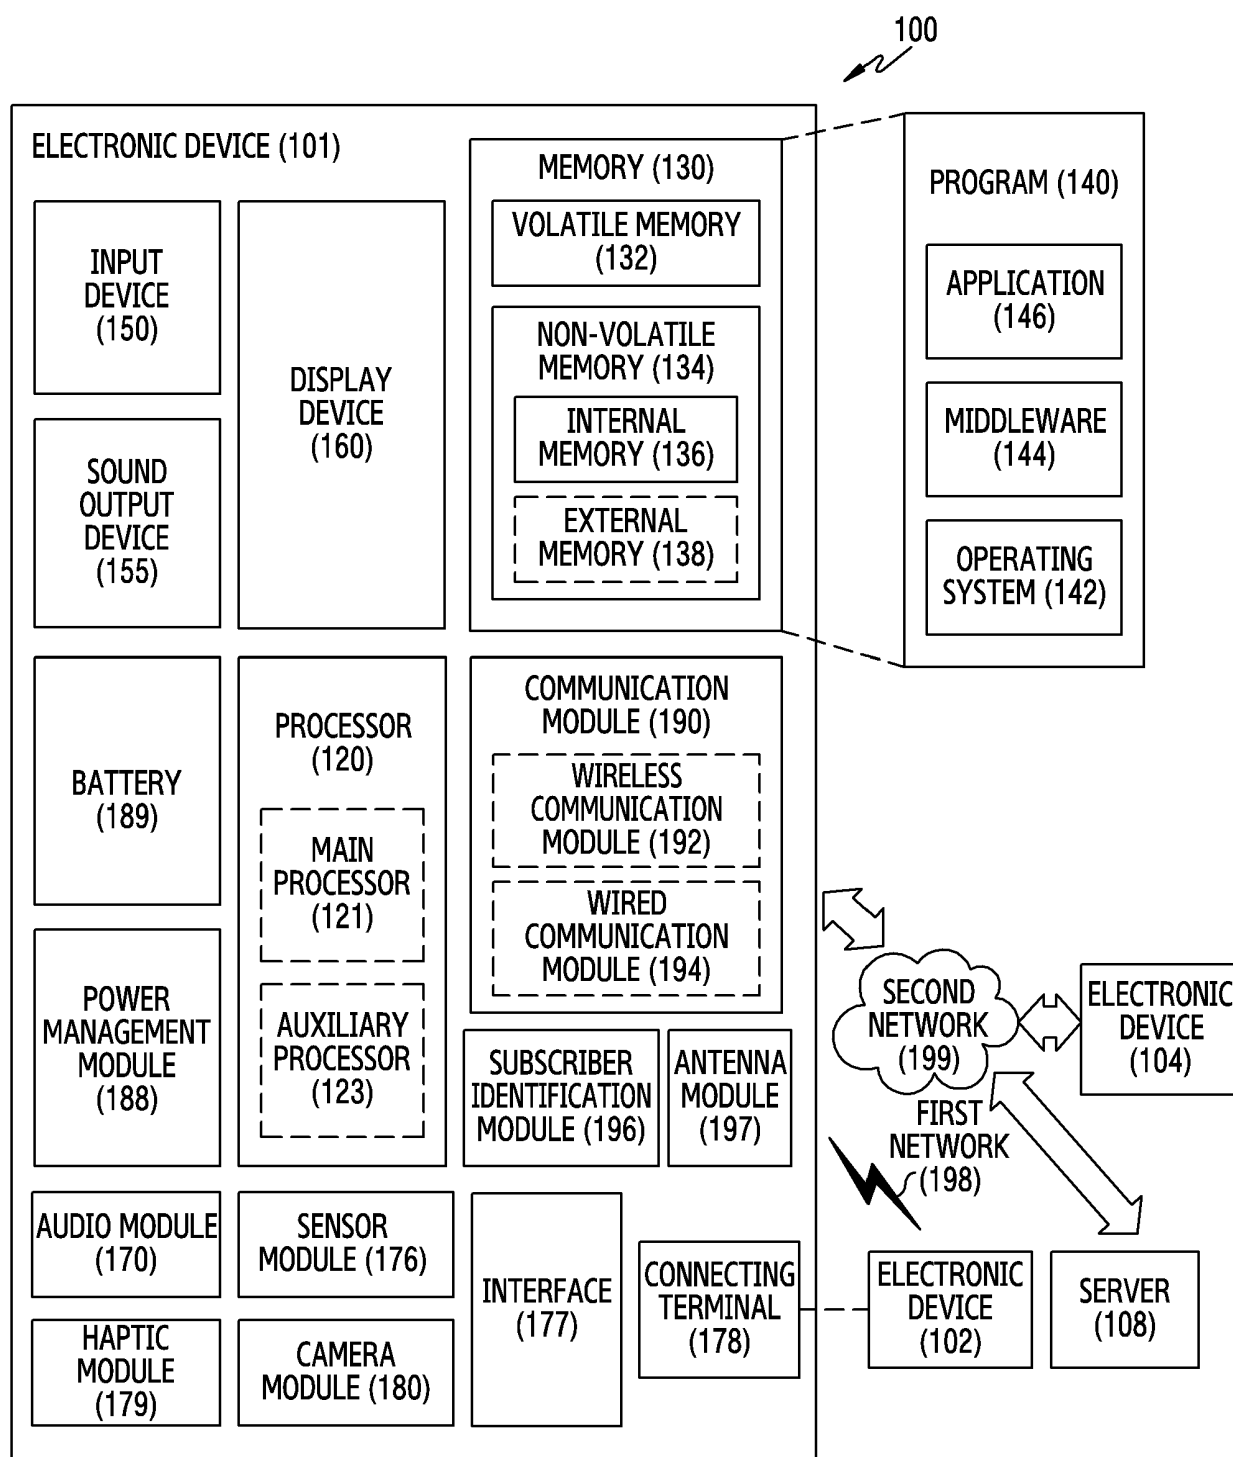 100
ELECTRONIC DEVICE (101)
INPUT
DEVICE
(150)
SOUND
OUTPUT
DEVICE
(155)
DISPLAY
DEVICE
(160)
MEMORY (130)
VOLATILE MEMORY
(132)
NON-VOLATILE
MEMORY (134)
INTERNAL
MEMORY (136)
EXTERNAL
MEMORY (138)
PROGRAM (140)
APPLICATION
(146)
MIDDLEWARE
(144)
OPERATING
SYSTEM (142)
BATTERY
(189)
POWER
MANAGEMENT
MODULE
(188)
PROCESSOR
(120)
MAIN
PROCESSOR
(121)
AUXILIARY
PROCESSOR
(123)
COMMUNICATION
MODULE (190)
WIRELESS
COMMUNICATION
MODULE (192)
WIRED
COMMUNICATION
MODULE (194)
SUBSCRIBER
IDENTIFICATION
MODULE (196)
ANTENNA
MODULE
(197)
SECOND
NETWORK
(199)
ELECTRONIC
DEVICE
(104)
FIRST
NETWORK
(198)
AUDIO MODULE
(170)
SENSOR
MODULE (176)
INTERFACE
(177)
CONNECTING
TERMINAL
(178)
ELECTRONIC
DEVICE
(102)
SERVER
(108)
HAPTIC
MODULE
(179)
CAMERA
MODULE (180)